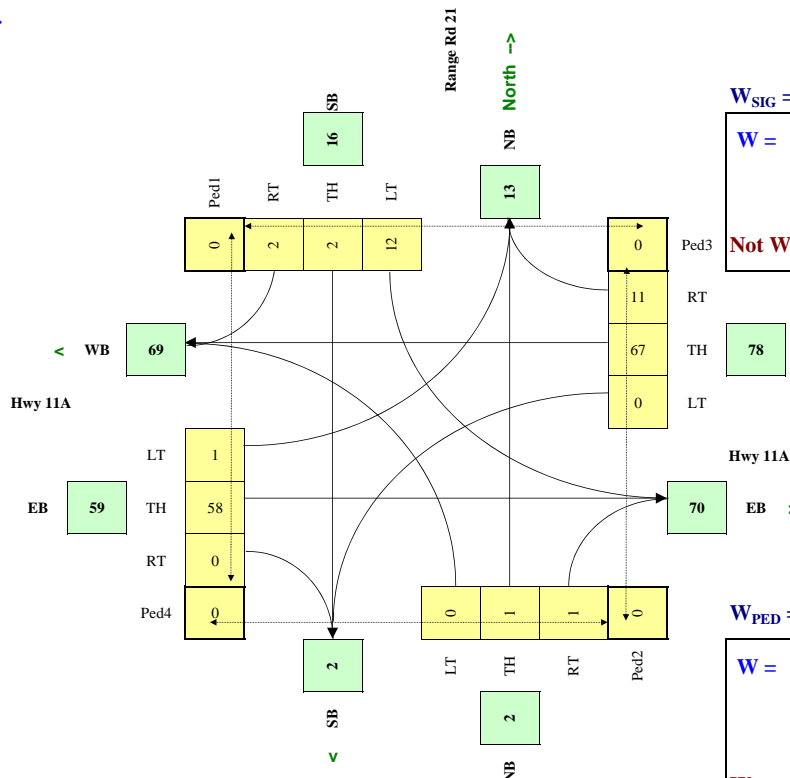 Range Rd 21
North -->
SB
NB
16
13
W_SIG =
W =
Not W
Ped1
RT
TH
LT
0
2
2
12
0
Ped3
11
RT
< WB
69
67
TH
78
Hwy 11A
0
LT
LT
1
Hwy 11A
EB
59
TH
58
70
EB
RT
0
Ped4
0
0
1
1
0
W_PED =
2
LT
TH
RT
Ped2
W =
SB
2
<
NB